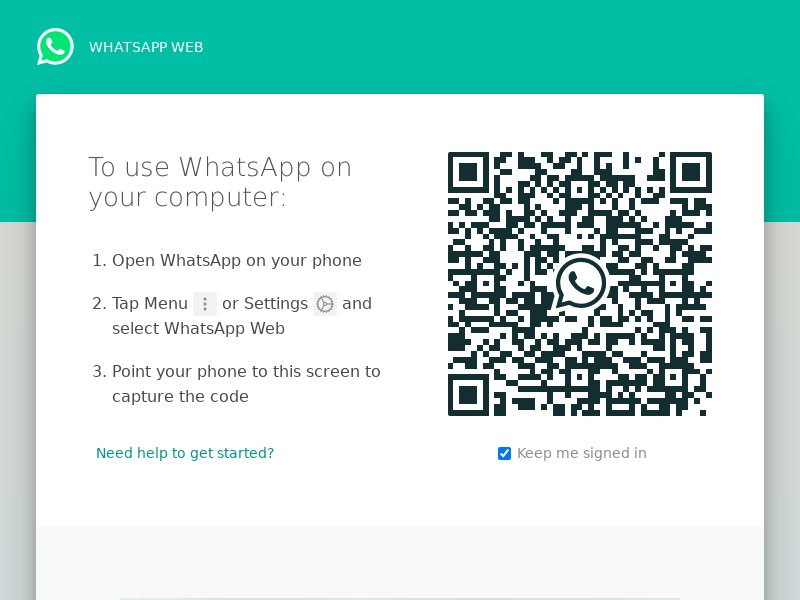 WHATSAPP WEB
To use WhatsApp on
your computer:
1. Open WhatsApp on your phone
2. Tap Menu or Settings and
select WhatsApp Web
3. Point your phone to this screen to
capture the code
Need help to get started?
Keep me signed in